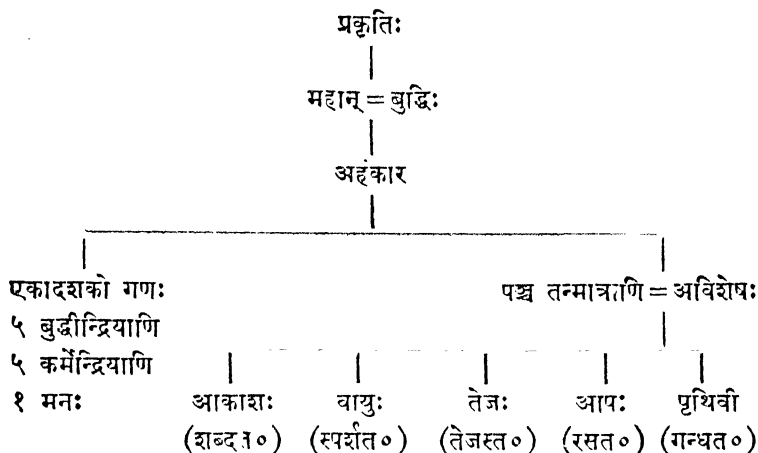 प्रकृतिः
महान् = बुद्धिः
अहंकार
एकादशको गणः
पञ्च तन्मात्राणि = अविशेषः
५ बुद्धीन्द्रियाणि
५ कर्मेन्द्रियाणि
१ मनः आकाशः वायुः तेजः आपः पृथिवी
(शब्दत०) (स्पर्शत०) (तेजस्त०) (रसत०) (गन्धत०)